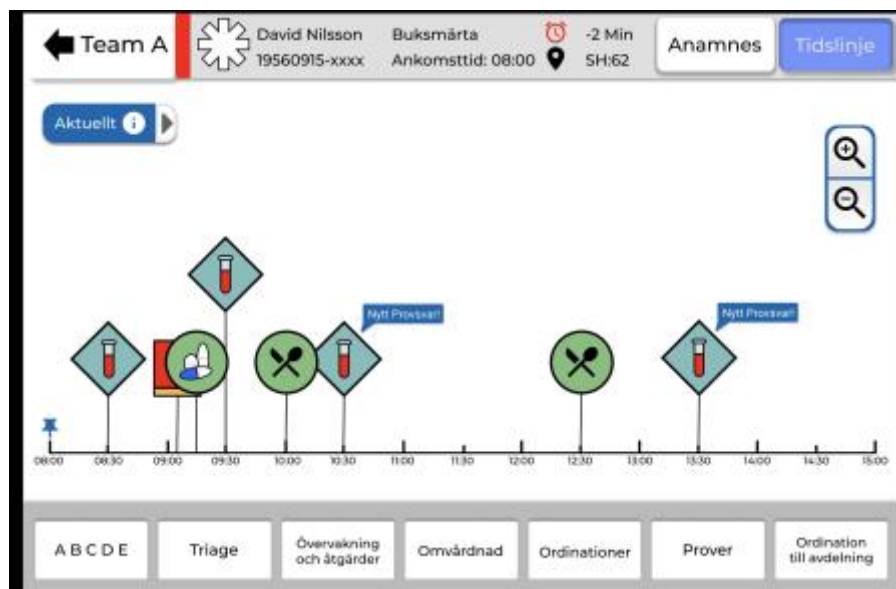 Team A
David Nilsson
19560915-xxxx
Buksmärta
Ankomsttid: 08:00
-2 Min
SH:62
Anamnes
Tidslinje
Aktuellt i
Nytt Provsvar!
Nytt Provsvar!
08:00 08:30 09:00 09:30 10:00 10:30 11:00 11:30 12:00 12:30 13:00 13:30 14:00 14:30 15:00
A B C D E
Triage
Övervakning
och åtgärder
Omvårdnad
Ordinationer
Prover
Ordination
till avdelning